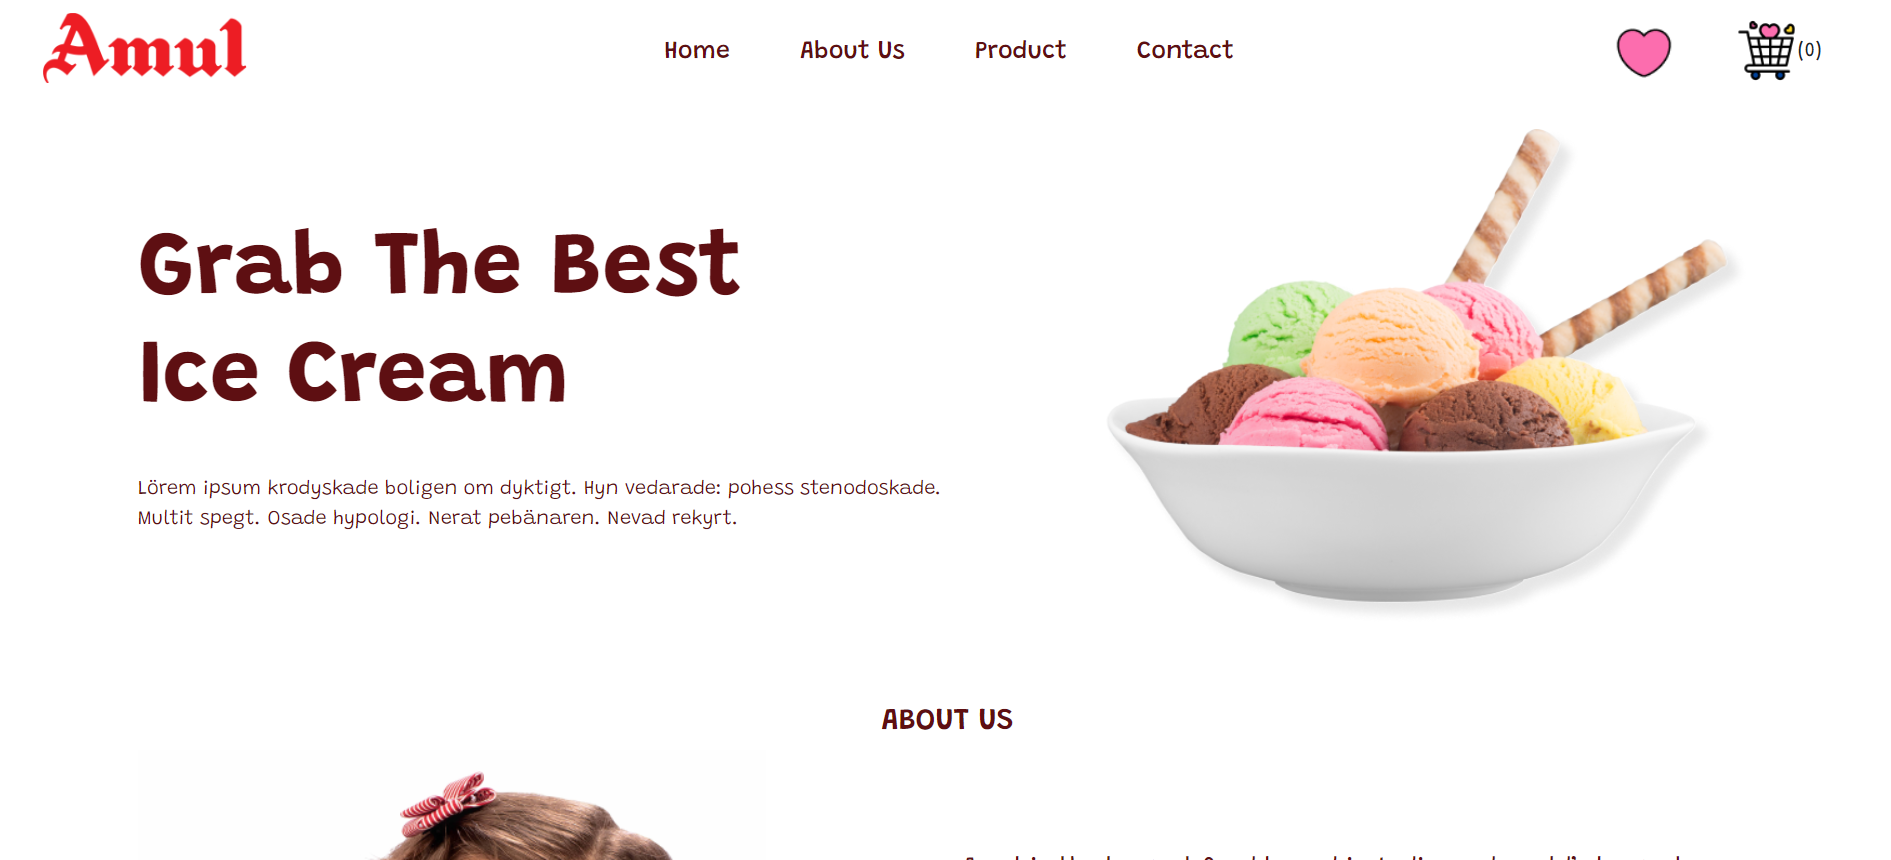 Amul
Home About Us Product Contact
(0)
Grab The Best
Ice Cream
Lörem ipsum krodyskade boligen om dyktigt. Hyn vedarade: pohess stenodoskade.
Multit spegt. Osade hypologi. Nerat pebänaren. Nevad rekyrt.
ABOUT US